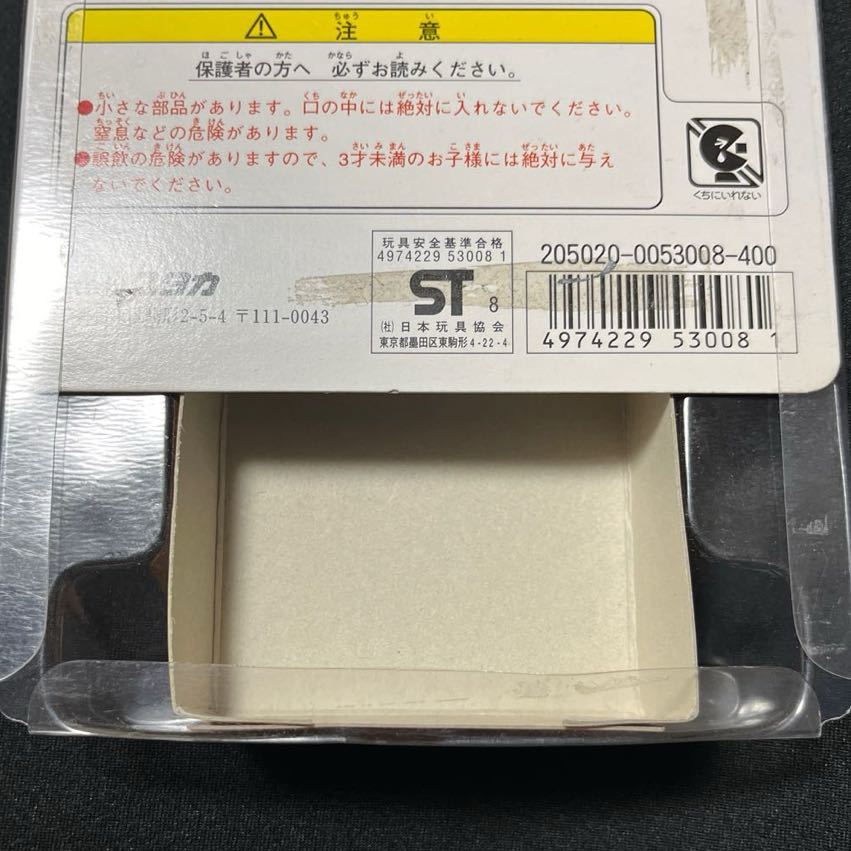 注意
保護者の方へ 必ずお読みください。
●小さな部品があります。口の中には絶対に入れないでください。
窒息などの危険があります。
●誤飲の危険がありますので、3才未満のお子様には絶対に与え
ないでください。
くちにいれない
ユタカ
2-5-4 〒111-0043
玩具安全基準合格
4974229 53008 1
ST 8
(社)日本玩具協会
東京都墨田区東駒形4-22-4
205020-0053008-400
4974229 53008 1